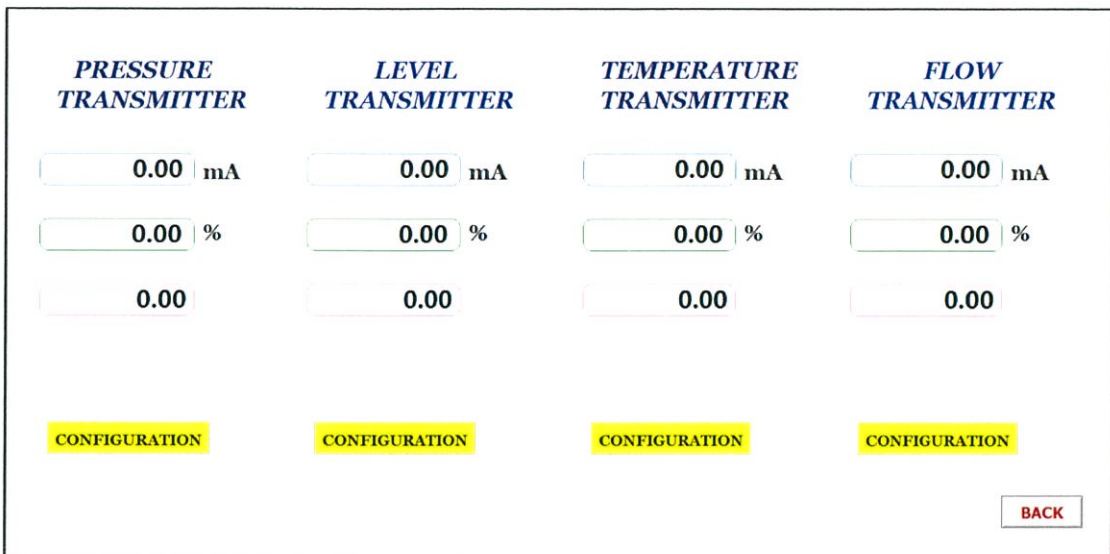 PRESSURE
TRANSMITTER
LEVEL
TRANSMITTER
TEMPERATURE
TRANSMITTER
FLOW
TRANSMITTER
0.00 mA
0.00 mA
0.00 mA
0.00 mA
0.00 %
0.00 %
0.00 %
0.00 %
0.00
0.00
0.00
0.00
CONFIGURATION
CONFIGURATION
CONFIGURATION
CONFIGURATION
BACK